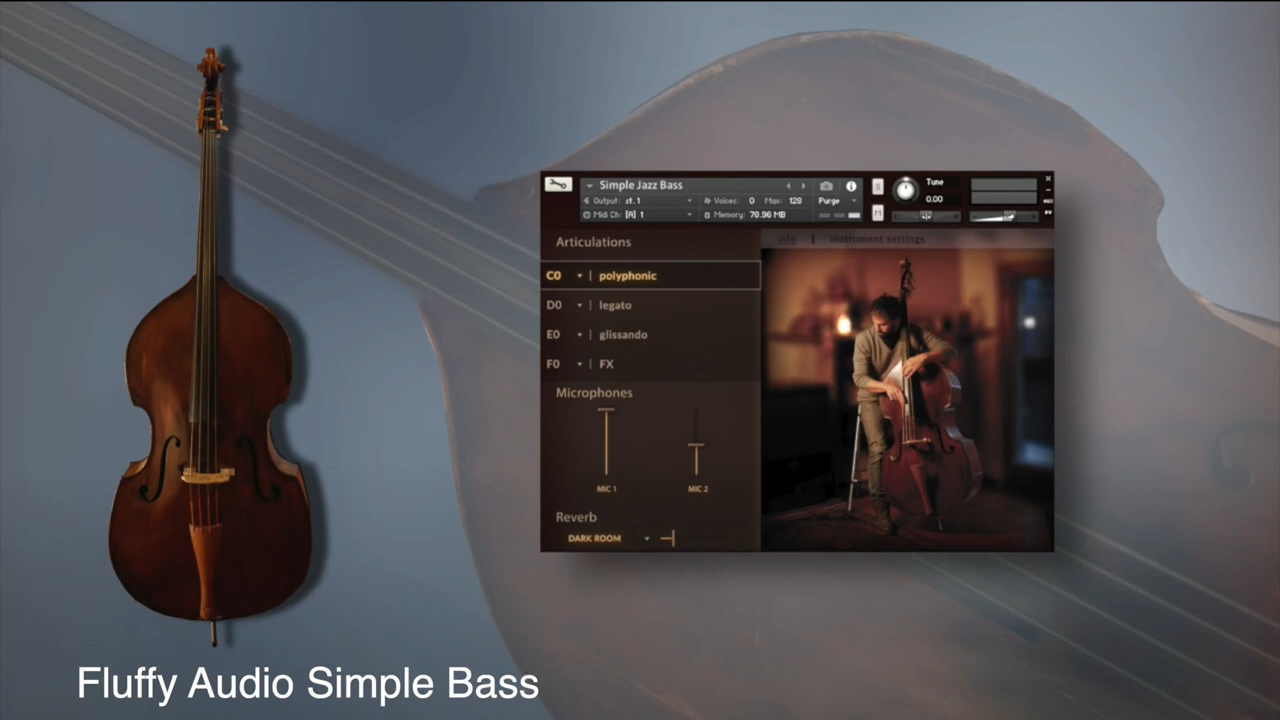 Simple Jazz Bass
Output: st. 1
Voices: 0 Max: 128
Purge
Midi Ch: [A] 1
Memory: 78.96 MB
S
M
Tune
0.00
AUX
PV
Articulations
info | instrument settings
C0 | polyphonic
D0 | legato
E0 | glissando
F0 | FX
Microphones
MIC 1 MIC 2
Reverb
DARK ROOM
Fluffy Audio Simple Bass